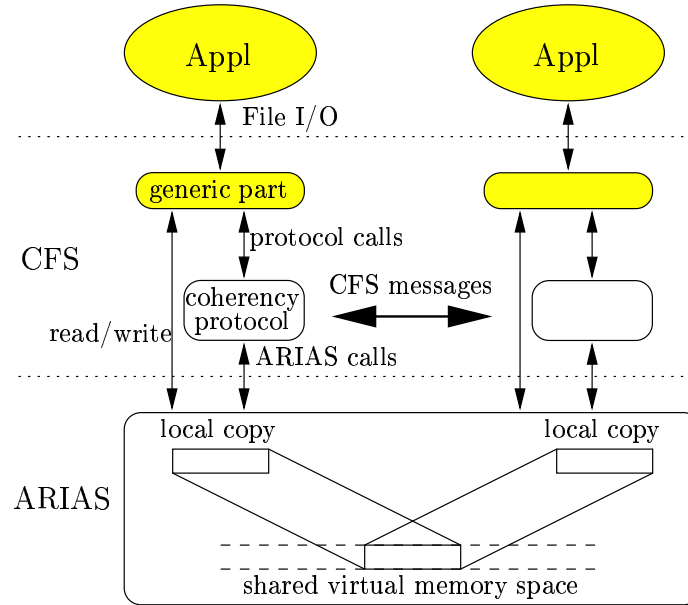 Appl
Appl
File I/O
generic part
protocol calls
CFS
CFS messages
coherency
protocol
read/write
ARIAS calls
local copy
local copy
ARIAS
shared virtual memory space